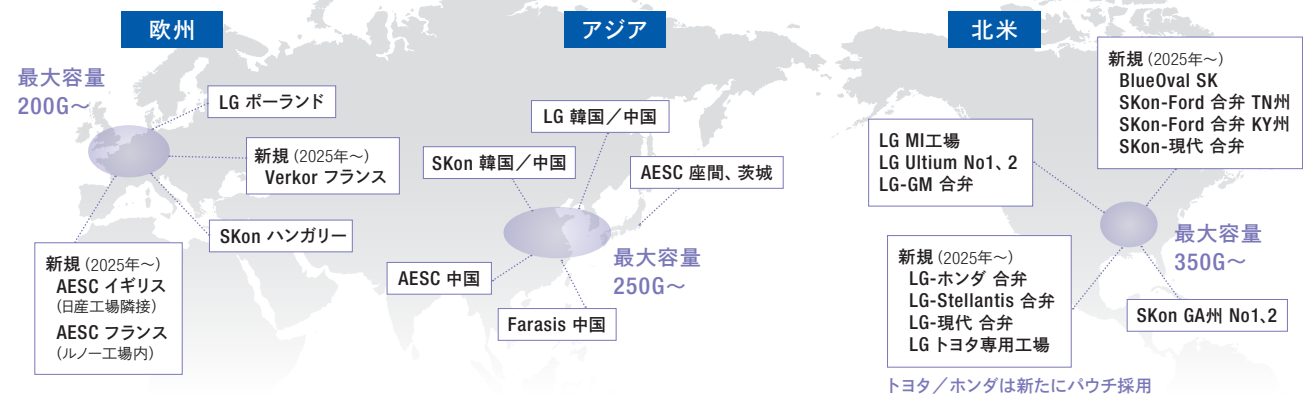 欧州
最大容量
200G～
LG ポーランド
新規 (2025年～)
Verkor フランス
SKon ハンガリー
新規 (2025年～)
AESC イギリス
(日産工場隣接)
AESC フランス
(ルノー工場内)
アジア
LG 韓国／中国
SKon 韓国／中国
AESC 座間、茨城
AESC 中国
Farasis 中国
最大容量
250G～
北米
新規 (2025年～)
BlueOval SK
SKon-Ford 合弁 TN州
SKon-Ford 合弁 KY州
SKon-現代 合弁
LG MI工場
LG Ultium No1、2
LG-GM 合弁
最大容量
350G～
新規 (2025年～)
LG-ホンダ 合弁
LG-Stellantis 合弁
LG-現代 合弁
LG トヨタ専用工場
SKon GA州 No1、2
トヨタ／ホンダは新たにパウチ採用